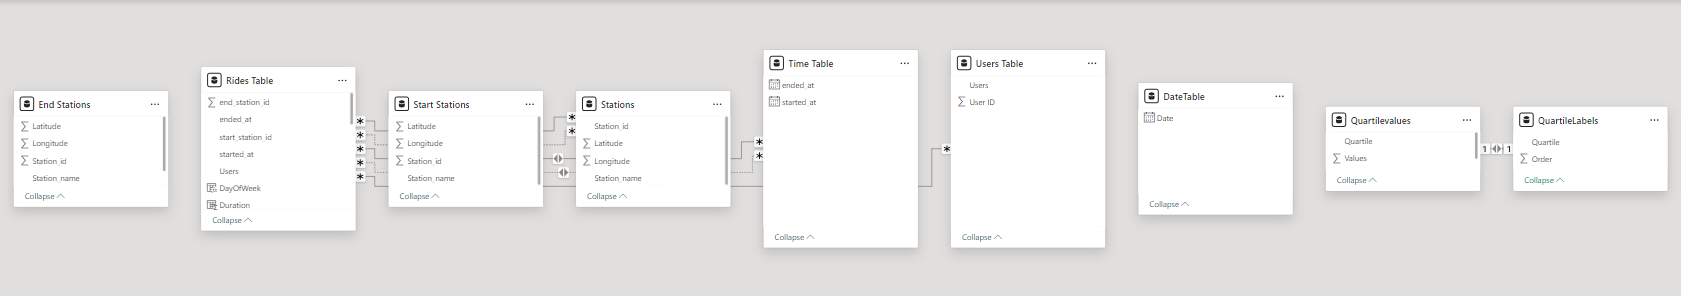 End Stations
Latitude
Longitude
Station_id
Station_name
Collapse
Rides Table
end_station_id
ended_at
start_station_id
started_at
Users
DayOfWeek
Duration
Collapse
Start Stations
Latitude
Longitude
Station_id
Station_name
Collapse
Stations
Station_id
Latitude
Longitude
Station_name
Collapse
Time Table
ended_at
started_at
Collapse
Users Table
Users
User ID
Collapse
DateTable
Date
Collapse
Quartilevalues
Quartile
Values
Collapse
1 1
QuartileLabels
Quartile
Order
Collapse